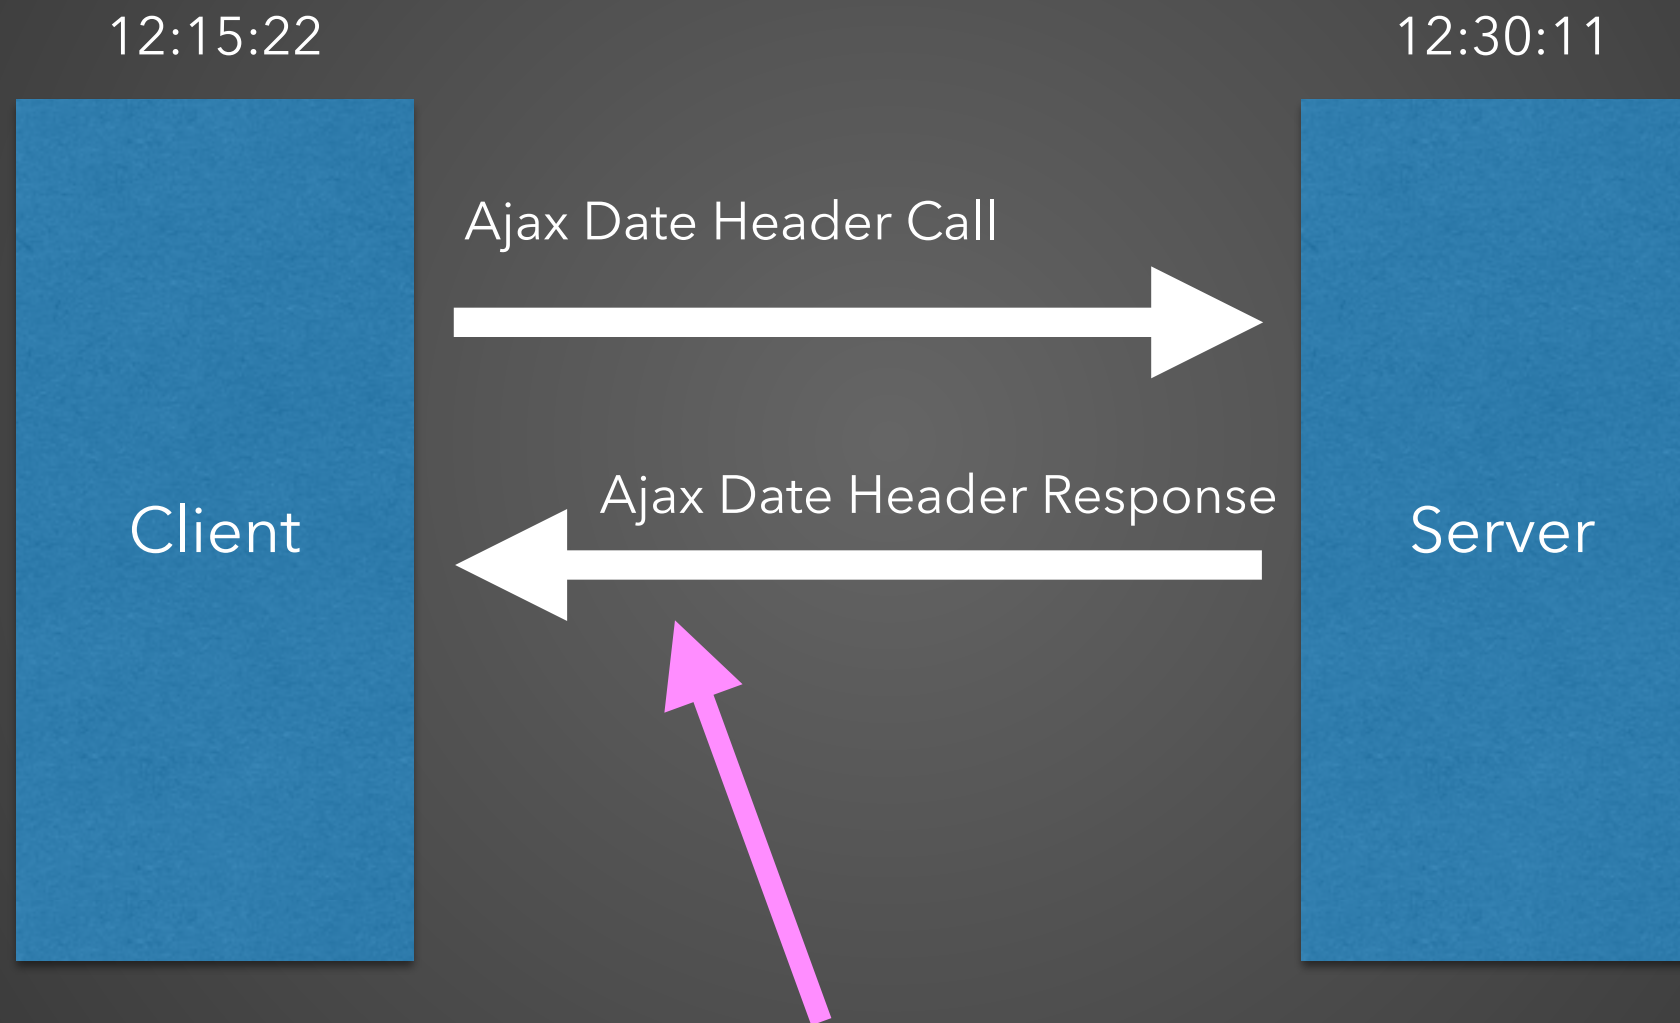 12:15:22
12:30:11
Ajax Date Header Call
Ajax Date Header Response
Client
Server